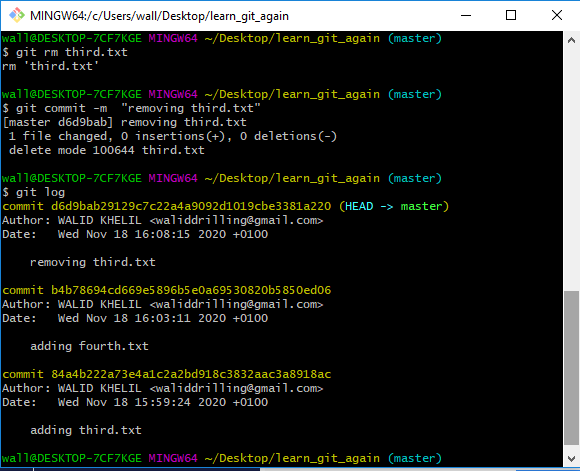 MINGW64:/c/Users/wall/Desktop/learn_git_again
wall@DESKTOP-7CF7KGE MINGW64 ~/Desktop/learn_git_again (master)
$ git rm third.txt
rm 'third.txt'
wall@DESKTOP-7CF7KGE MINGW64 ~/Desktop/learn_git_again (master)
$ git commit -m  "removing third.txt"
[master d6d9bab] removing third.txt
 1 file changed, 0 insertions(+), 0 deletions(-)
 delete mode 100644 third.txt
wall@DESKTOP-7CF7KGE MINGW64 ~/Desktop/learn_git_again (master)
$ git log
commit d6d9bab29129c7c22a4a9092d1019cbe3381a220 (HEAD -> master)
Author: WALID KHELIL <waliddrilling@gmail.com>
Date:   Wed Nov 18 16:08:15 2020 +0100
    removing third.txt
commit b4b78694cd669e5896b5e0a69530820b5850ed06
Author: WALID KHELIL <waliddrilling@gmail.com>
Date:   Wed Nov 18 16:03:11 2020 +0100
    adding fourth.txt
commit 84a4b222a73e4a1c2a2bd918c3832aac3a8918ac
Author: WALID KHELIL <waliddrilling@gmail.com>
Date:   Wed Nov 18 15:59:24 2020 +0100
    adding third.txt
wall@DESKTOP-7CF7KGE MINGW64 ~/Desktop/learn_git_again (master)